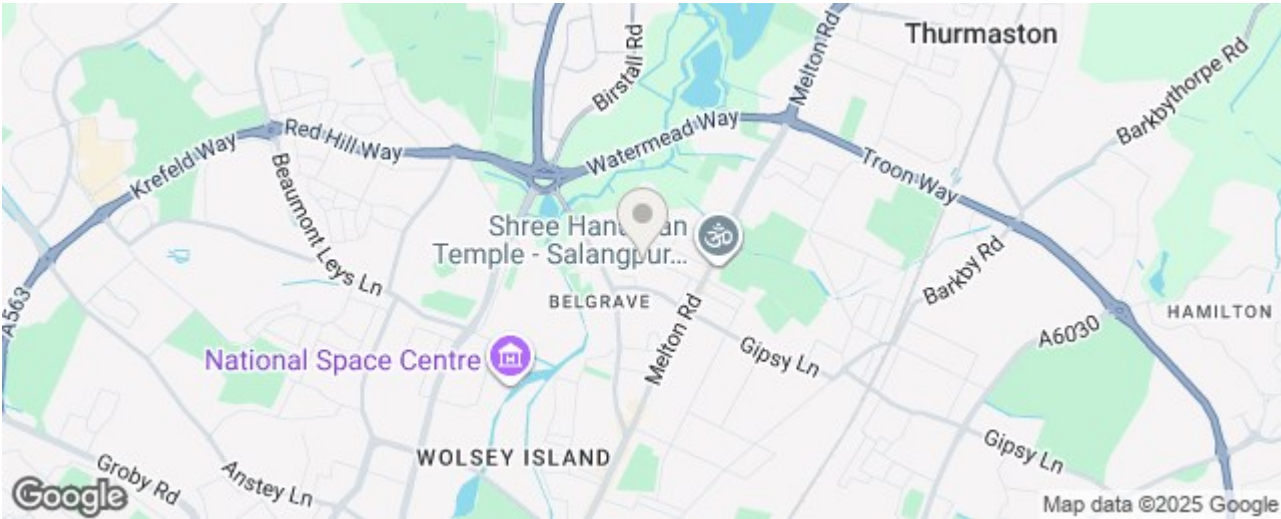 Thurmaston
Melton Rd
Birstall Rd
Barkbythorpe Rd
Krefeld Way
Red Hill Way
Watermead Way
Troon Way
Beaumont Leys Ln
Shree Hanuman
Temple - Salangpur...
Barkby Rd
A563
BELGRAVE
HAMILTON
A6030
Melton Rd
Gipsy Ln
National Space Centre
WOLSEY ISLAND
Gipsy Ln
Groby Rd
Anstey Ln
Google
Map data ©2025 Google